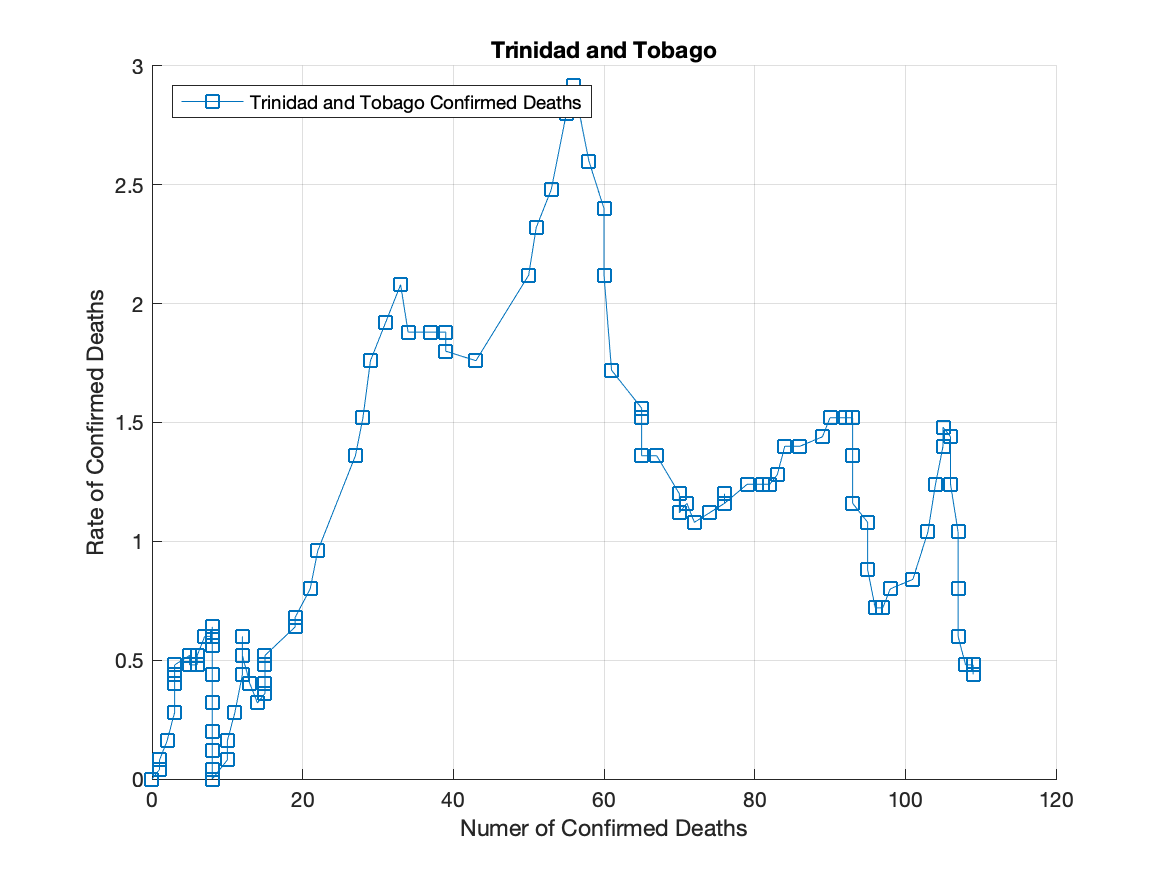 Trinidad and Tobago
Trinidad and Tobago Confirmed Deaths
3
2.5
2
1.5
1
0.5
0
Rate of Confirmed Deaths
0 20 40 60 80 100 120
Numer of Confirmed Deaths